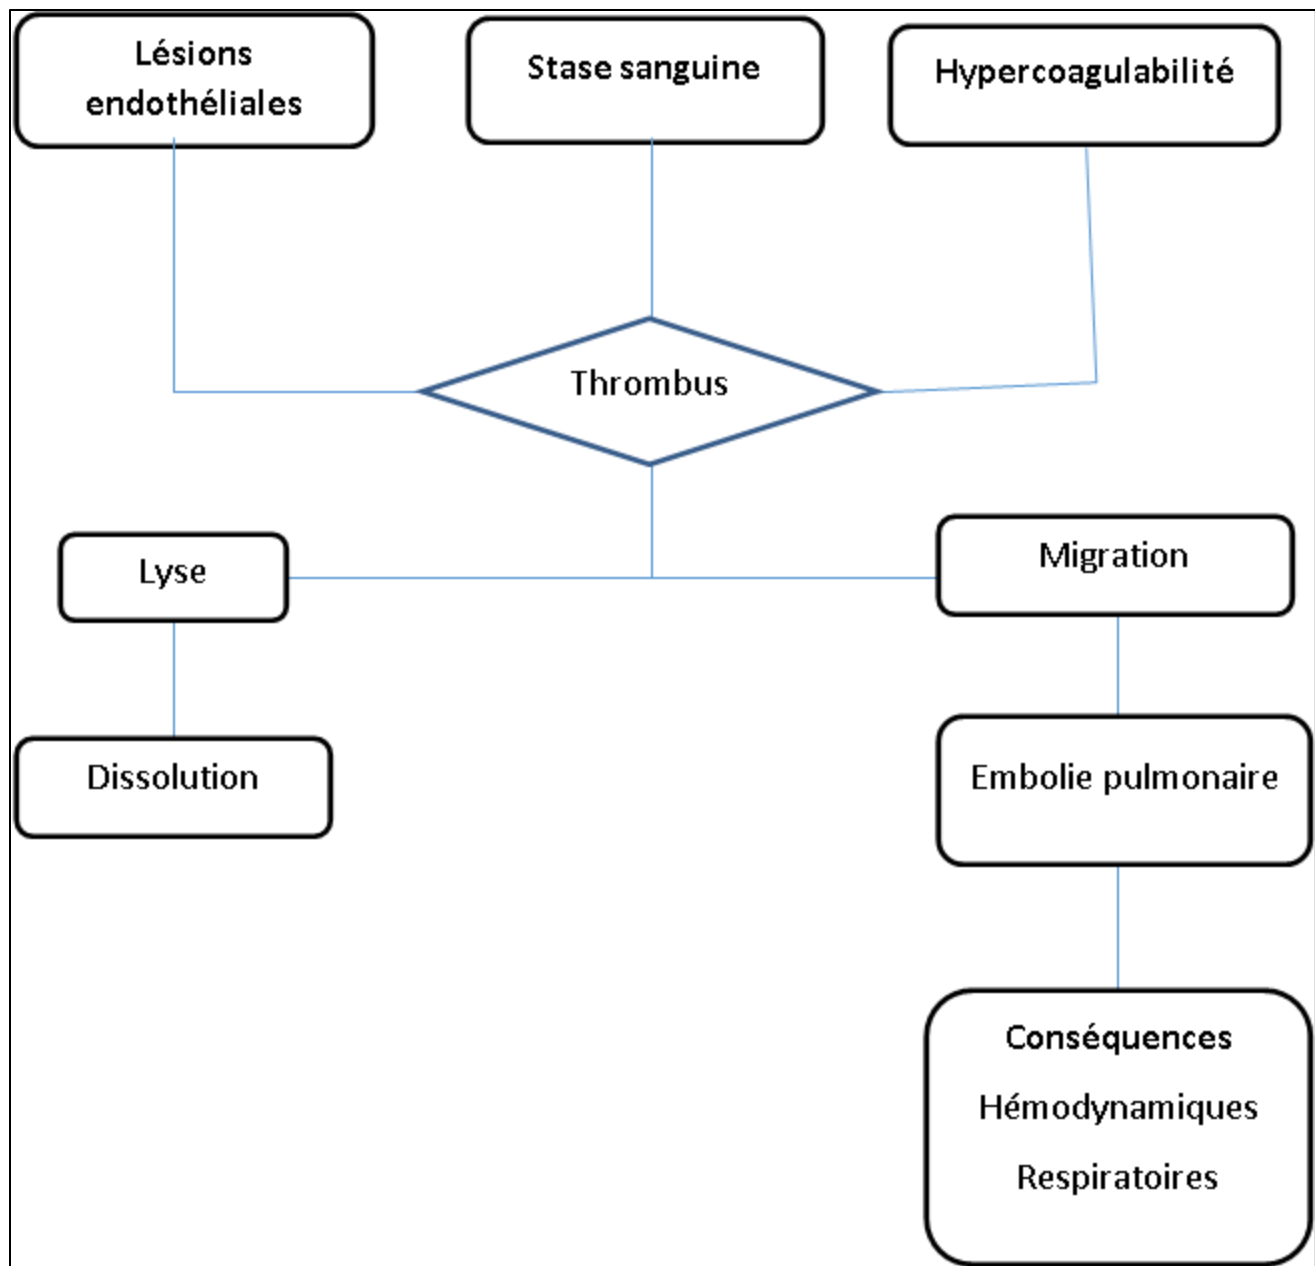 Lésions
endothéliales
Stase sanguine
Hypercoagulabilité
Thrombus
Lyse
Migration
Dissolution
Embolie pulmonaire
Conséquences
Hémodynamiques
Respiratoires